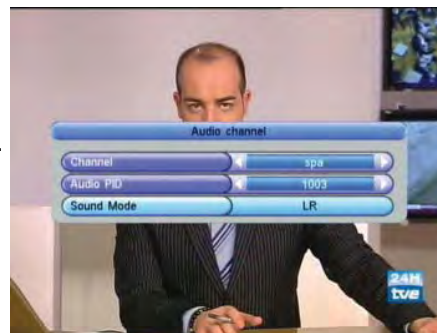 Audio channel
Channel spa
Audio PID 1003
Sound Mode LR
24H
tve